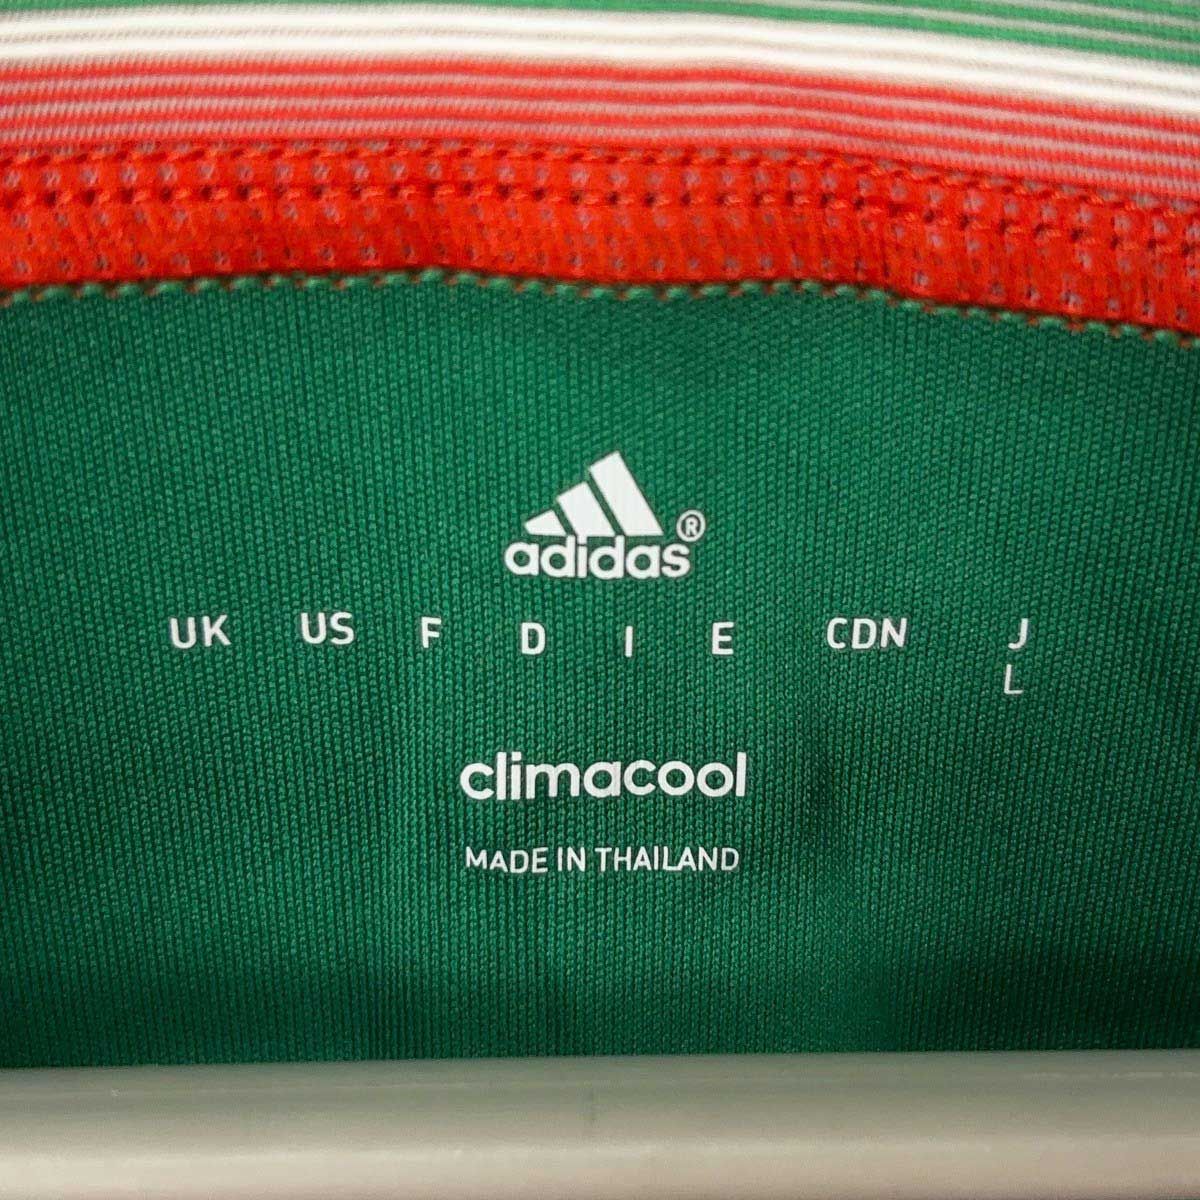 adidas®
UK US F D I E CDN J
L
climacool
MADE IN THAILAND